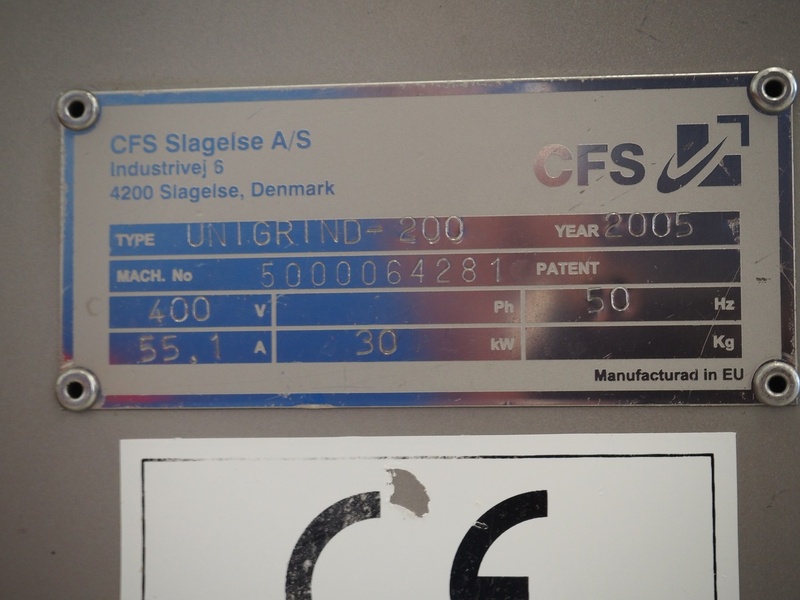 CFS Slagelse A/S
Industrivej 6
4200 Slagelse, Denmark
CFS
TYPE UNIGRIND-200 YEAR 2005
MACH. No 5000064281 PATENT
400 V Ph 50 Hz
55,1 A 30 kW Kg
Manufacturad in EU
CE